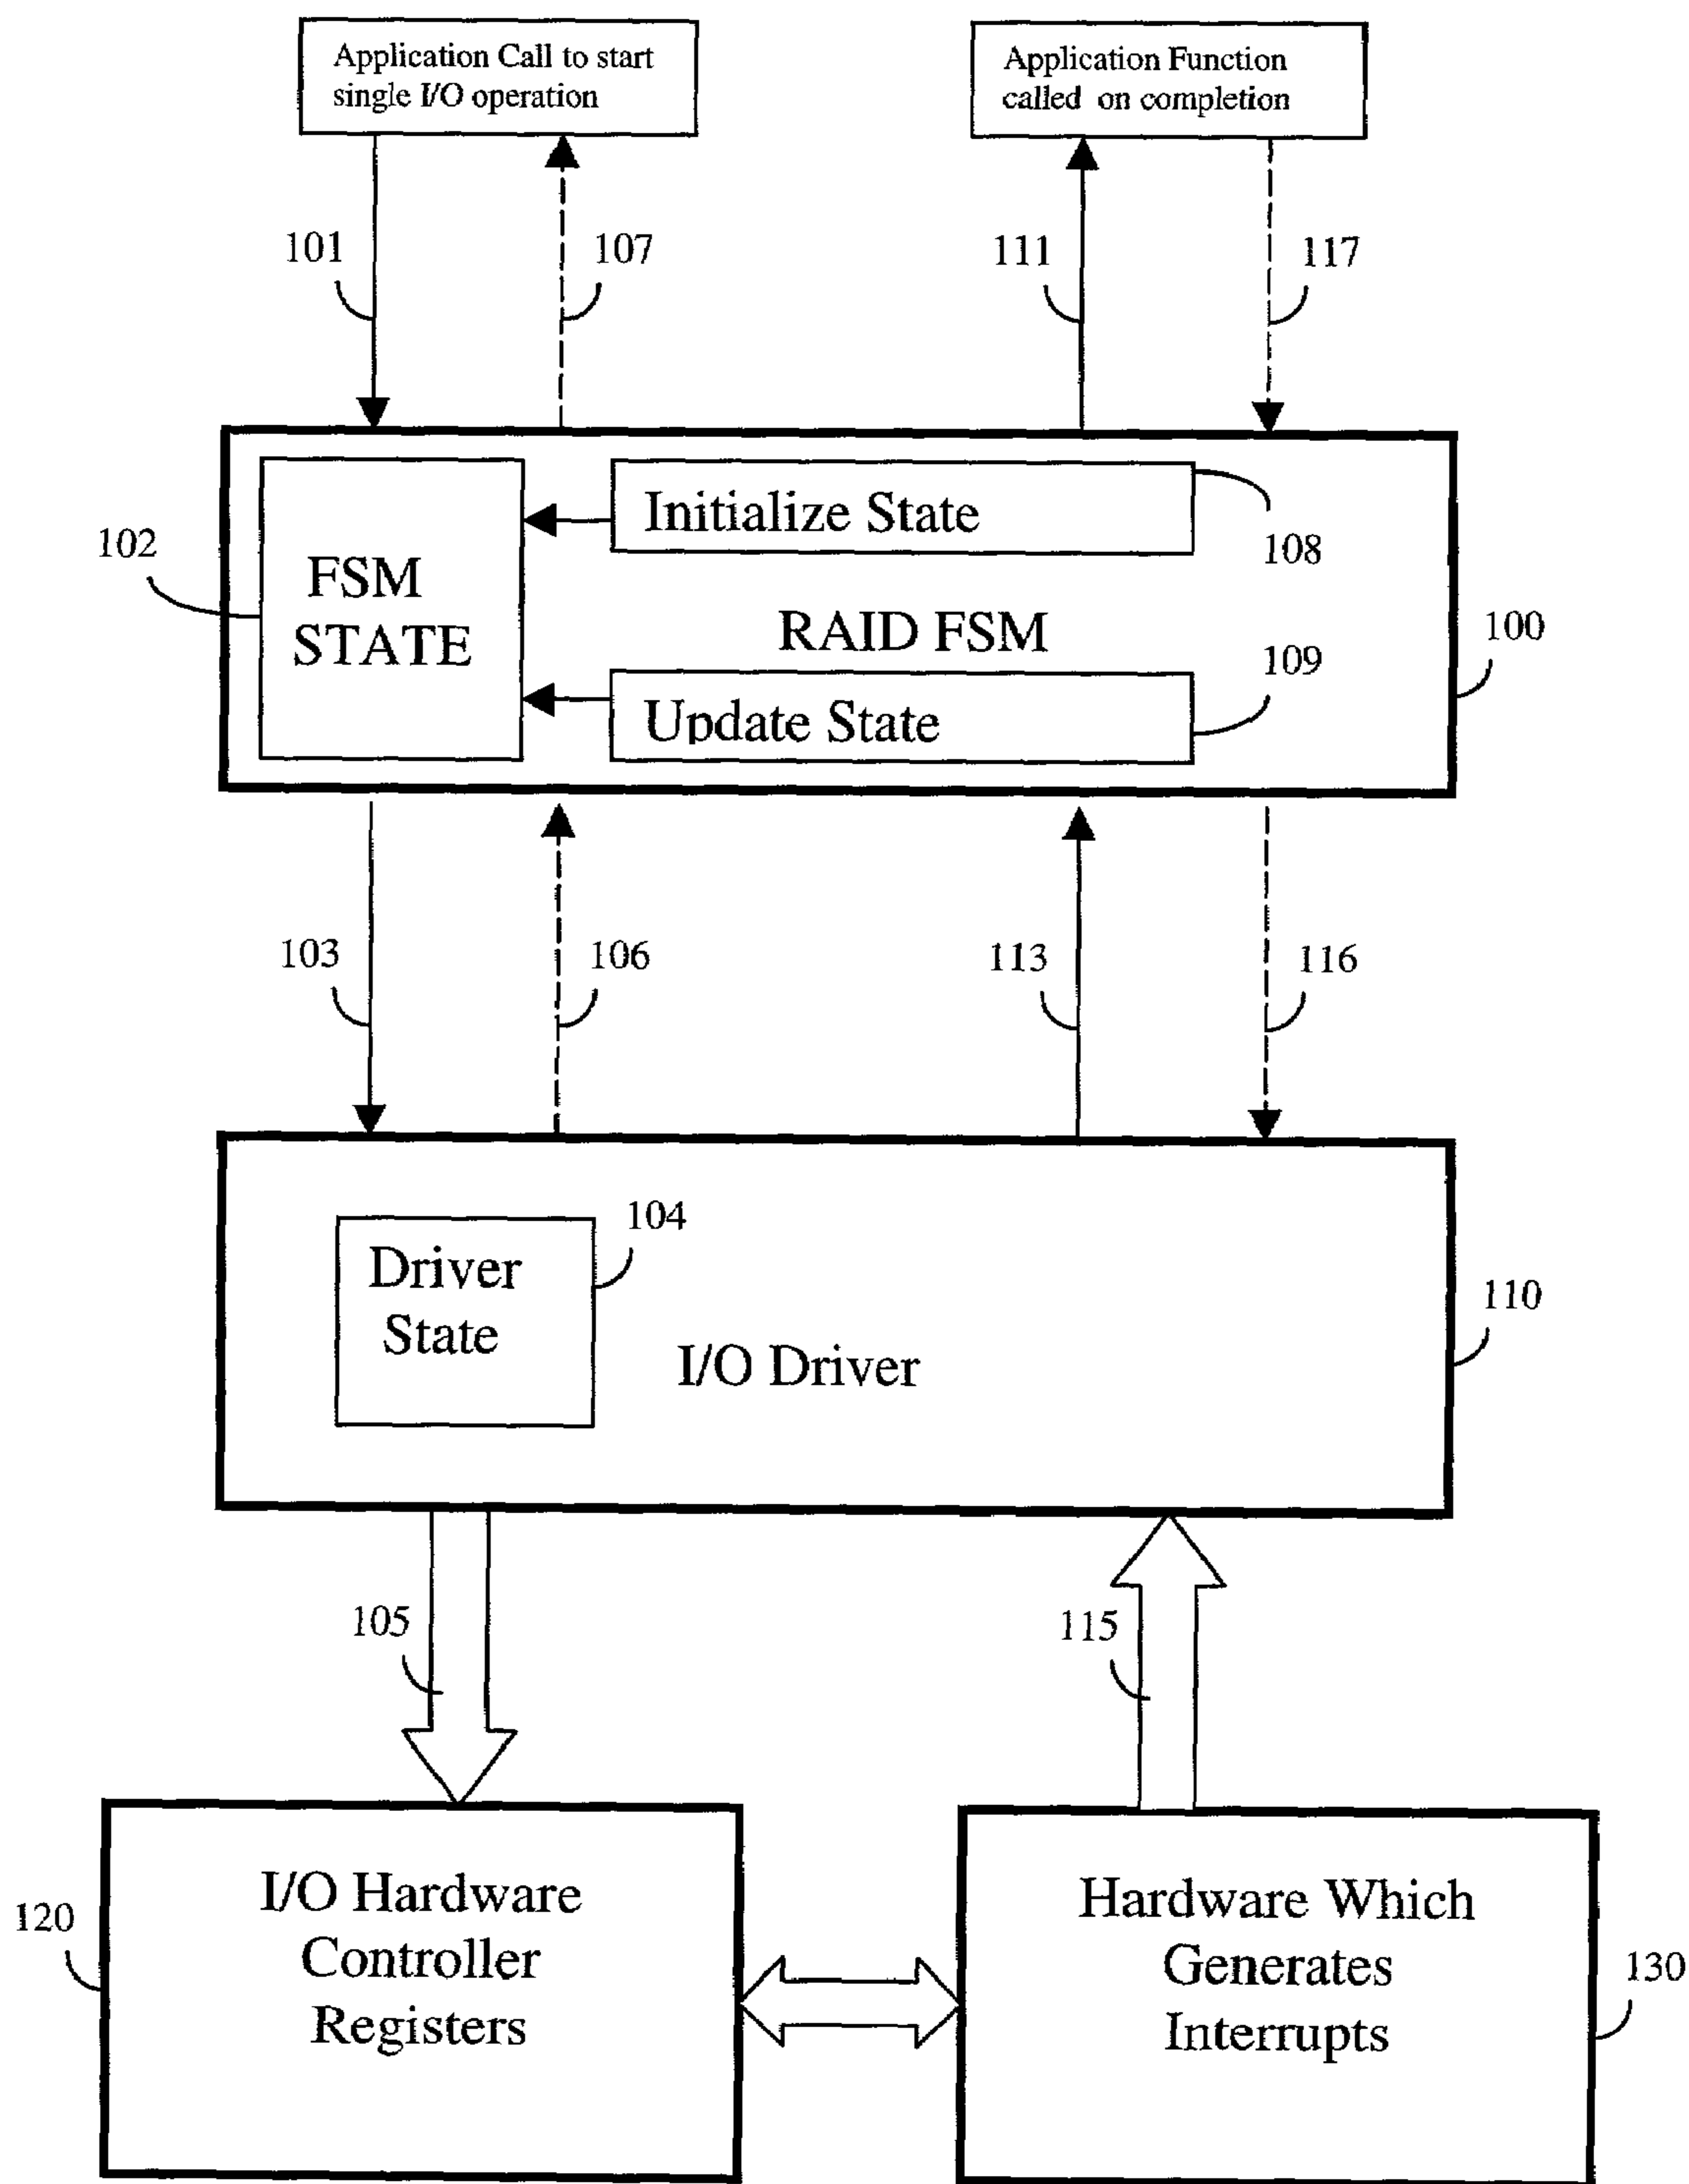 Application Call to start
single I/O operation
Application Function
called on completion
101
107
111
117
Initialize State
108
102
FSM
STATE
RAID FSM
100
109
Update State
103
106
113
116
104
Driver
State
110
I/O Driver
105
115
I/O Hardware
Controller
Registers
120
Hardware Which
Generates
Interrupts
130